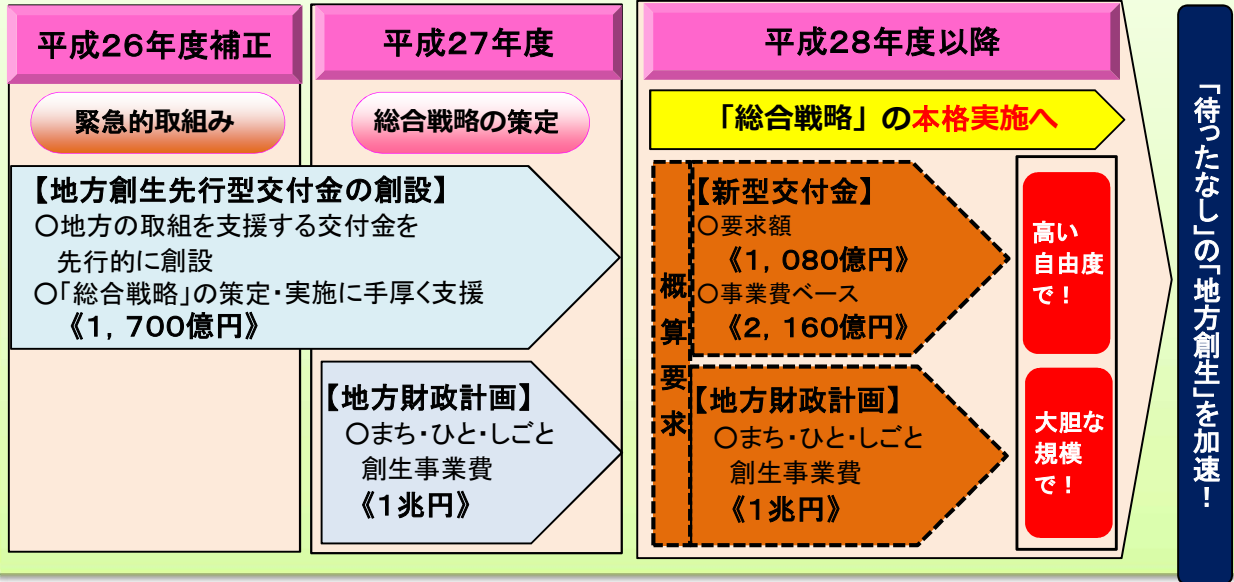 平成26年度補正
緊急的取組み
平成27年度
総合戦略の策定
【地方創生先行型交付金の創設】
○地方の取組を支援する交付金を
先行的に創設
○「総合戦略」の策定・実施に手厚く支援
《1，700億円》
【地方財政計画】
○まち・ひと・しごと
創生事業費
《1兆円》
平成28年度以降
「総合戦略」の本格実施へ
概算要求
【新型交付金】
○要求額
《1，080億円》
○事業費ベース
《2，160億円》
【地方財政計画】
○まち・ひと・しごと
創生事業費
《1兆円》
高い
自由度
で！
大胆な
規模
で！
「待ったなし」の「地方創生」を加速！